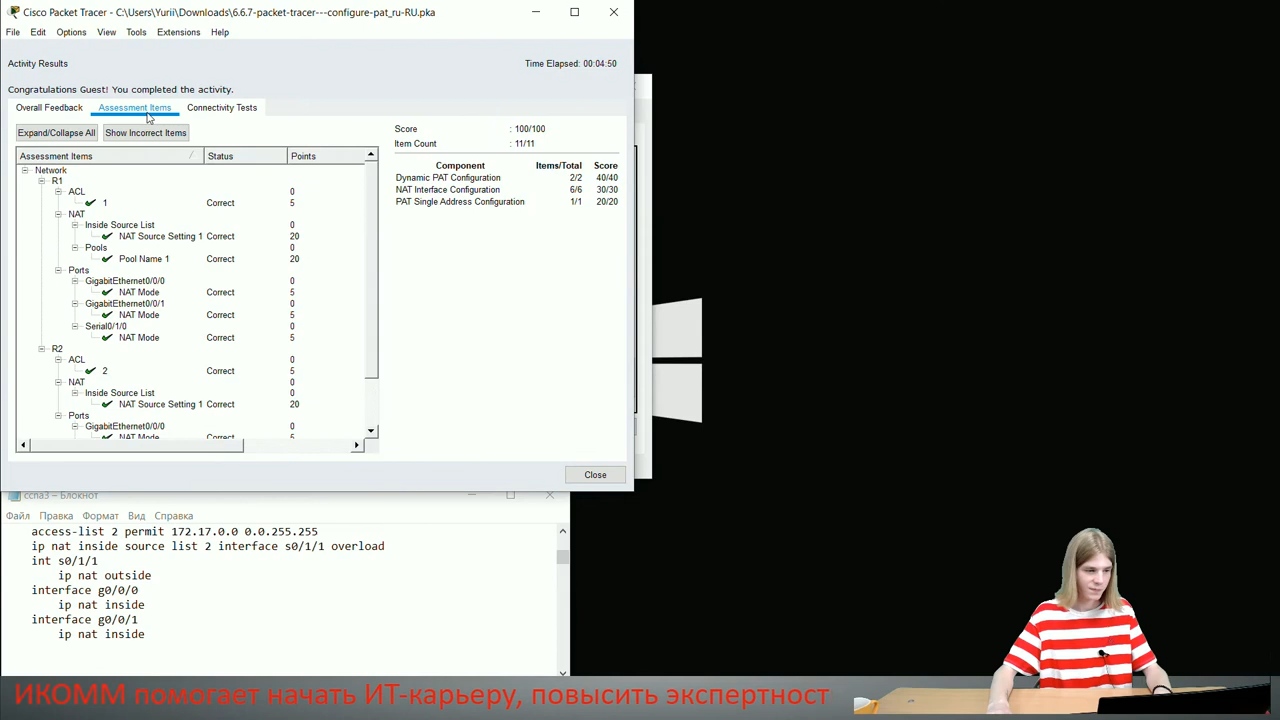 Cisco Packet Tracer - C:\Users\Yurii\Downloads\6.6.7-packet-tracer---configure-pat_ru-RU.pka
File Edit Options View Tools Extensions Help
Activity Results
Time Elapsed: 00:04:50
Congratulations Guest! You completed the activity.
Overall Feedback Assessment Items Connectivity Tests
Expand/Collapse All Show Incorrect Items
Assessment Items Status Points
Network
R1
ACL 0
1 Correct 5
NAT 0
Inside Source List 0
NAT Source Setting 1 Correct 20
Pools 0
Pool Name 1 Correct 20
Ports 0
GigabitEthernet0/0/0 0
NAT Mode Correct 5
GigabitEthernet0/0/1 0
NAT Mode Correct 5
Serial0/1/0 0
NAT Mode Correct 5
R2 0
ACL 0
2 Correct 5
NAT 0
Inside Source List 0
NAT Source Setting 1 Correct 20
Ports 0
GigabitEthernet0/0/0 0
NAT Mode Correct 5
Score : 100/100
Item Count : 11/11
Component Items/Total Score
Dynamic PAT Configuration 2/2 40/40
NAT Interface Configuration 6/6 30/30
PAT Single Address Configuration 1/1 20/20
Close
ccna3 – Блокнот
Файл Правка Формат Вид Справка
access-list 2 permit 172.17.0.0 0.0.255.255
ip nat inside source list 2 interface s0/1/1 overload
int s0/1/1
ip nat outside
interface g0/0/0
ip nat inside
interface g0/0/1
ip nat inside
ИКОММ помогает начать ИТ-карьеру, повысить экспертност